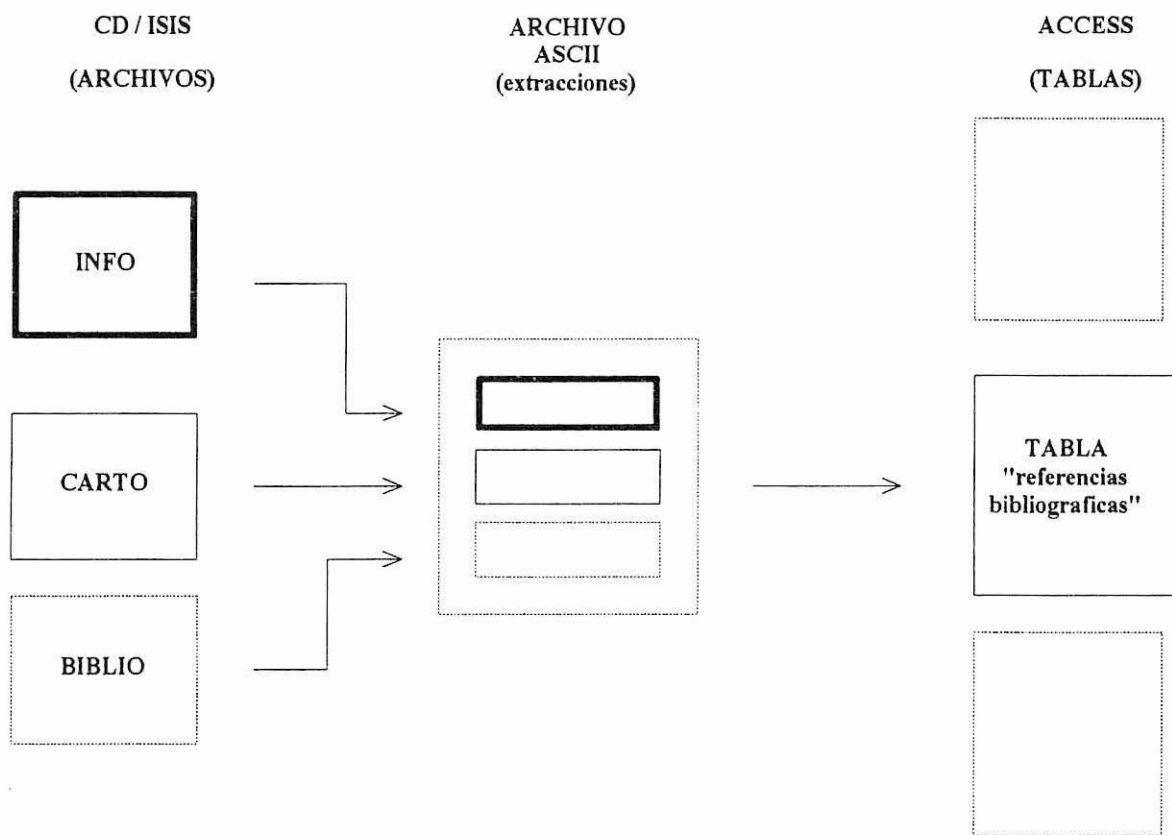 CD / ISIS
(ARCHIVOS)
ARCHIVO
ASCII
(extracciones)
ACCESS
(TABLAS)
INFO
CARTO
BIBLIO
TABLA
"referencias
bibliograficas"